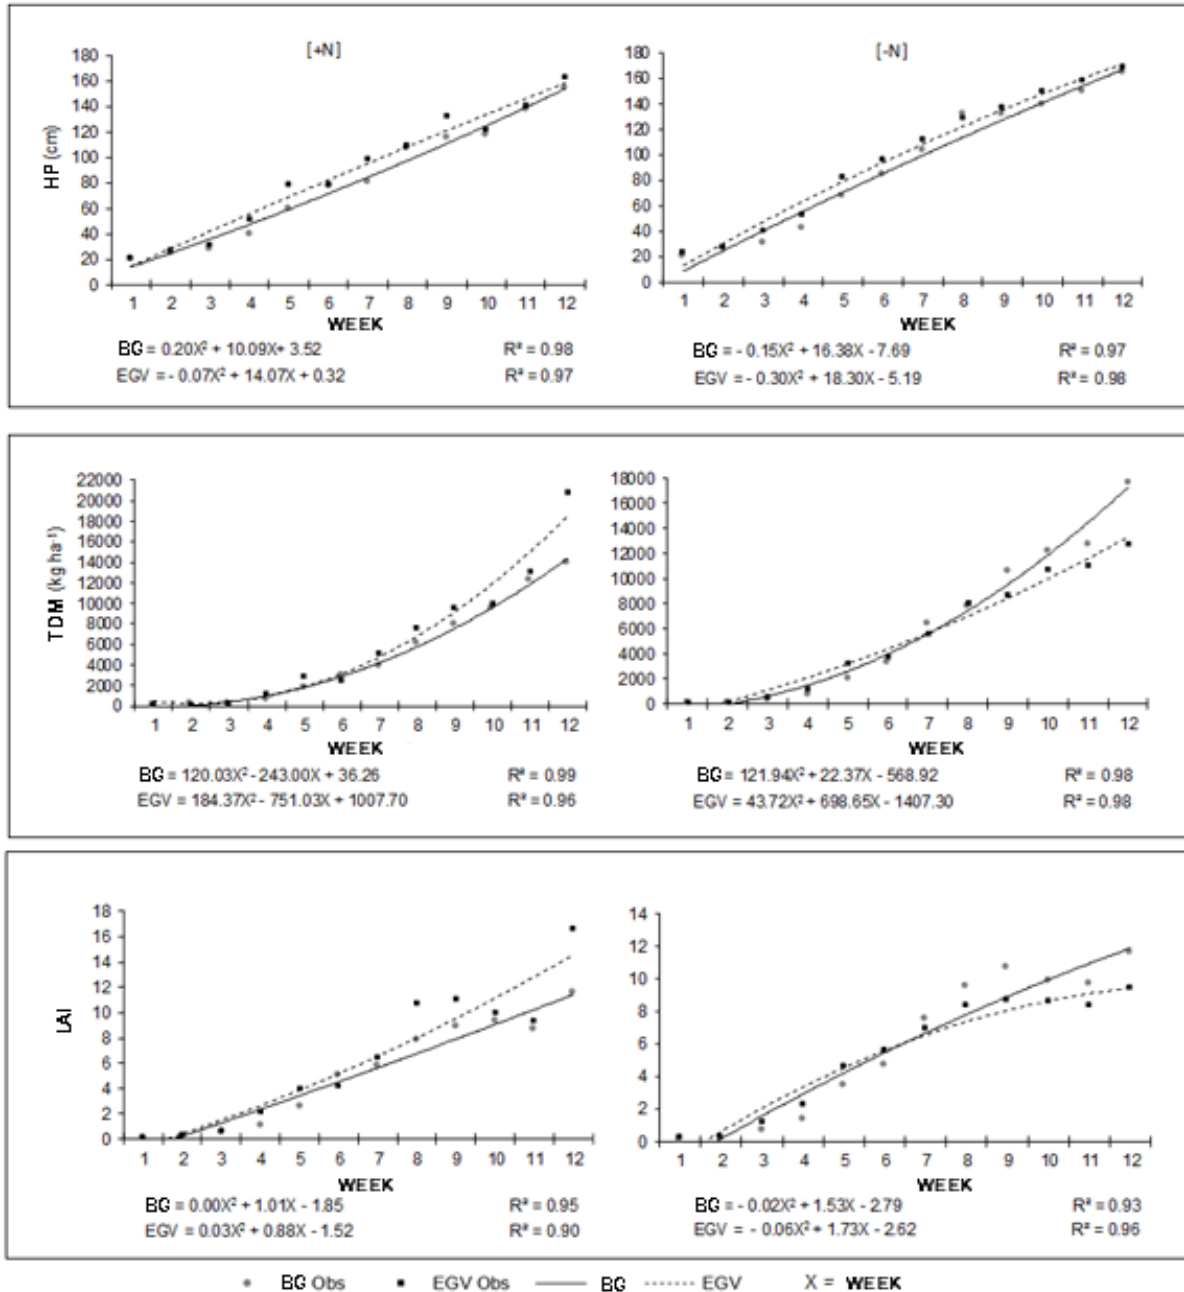 [+N]
[-N]
HP (cm)
180
160
140
120
100
80
60
40
20
0
1 2 3 4 5 6 7 8 9 10 11 12
WEEK
BG = 0.20X² + 10.09X+ 3.52 Rª = 0.98
EGV = - 0.07X² + 14.07X + 0.32 Rª = 0.97
180
160
140
120
100
80
60
40
20
0
1 2 3 4 5 6 7 8 9 10 11 12
WEEK
BG = - 0.15X² + 16.38X - 7.69 Rª = 0.97
EGV = - 0.30X² + 18.30X - 5.19 Rª = 0.98
TDM (kg ha⁻¹)
22000
20000
18000
16000
14000
12000
10000
8000
6000
4000
2000
0
1 2 3 4 5 6 7 8 9 10 11 12
WEEK
BG = 120.03X² - 243.00X + 36.26 Rª = 0.99
EGV = 184.37X² - 751.03X + 1007.70 Rª = 0.96
18000
16000
14000
12000
10000
8000
6000
4000
2000
0
1 2 3 4 5 6 7 8 9 10 11 12
WEEK
BG = 121.94X² + 22.37X - 568.92 Rª = 0.98
EGV = 43.72X² + 698.65X - 1407.30 Rª = 0.98
LAI
18
16
14
12
10
8
6
4
2
0
1 2 3 4 5 6 7 8 9 10 11 12
WEEK
BG = 0.00X² + 1.01X - 1.85 Rª = 0.95
EGV = 0.03X² + 0.88X - 1.52 Rª = 0.90
14
12
10
8
6
4
2
0
1 2 3 4 5 6 7 8 9 10 11 12
WEEK
BG = - 0.02X² + 1.53X - 2.79 Rª = 0.93
EGV = - 0.06X² + 1.73X - 2.62 Rª = 0.96
BG Obs EGV Obs BG EGV X = WEEK